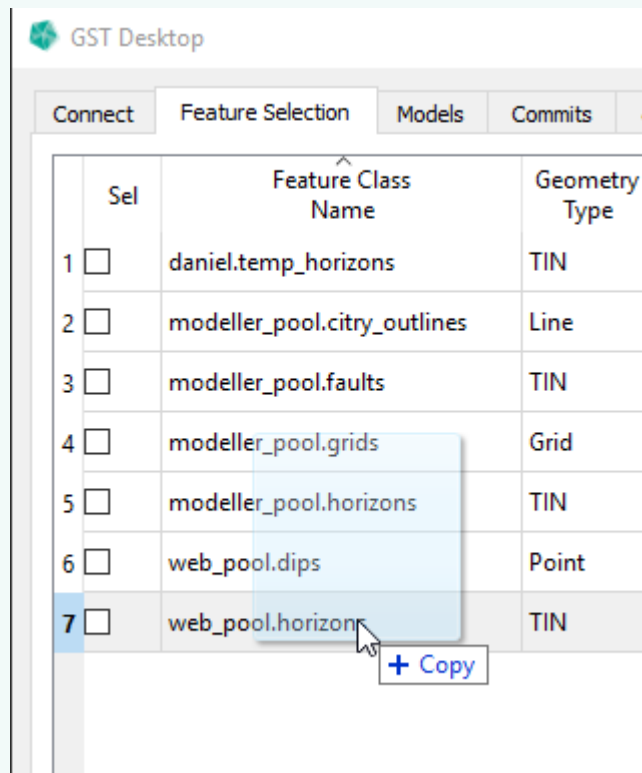 GST Desktop
Connect Feature Selection Models Commits
Sel Feature Class Name Geometry Type
1 daniel.temp_horizons TIN
2 modeller_pool.citry_outlines Line
3 modeller_pool.faults TIN
4 modeller_pool.grids Grid
5 modeller_pool.horizons TIN
6 web_pool.dips Point
7 web_pool.horizons TIN
+ Copy